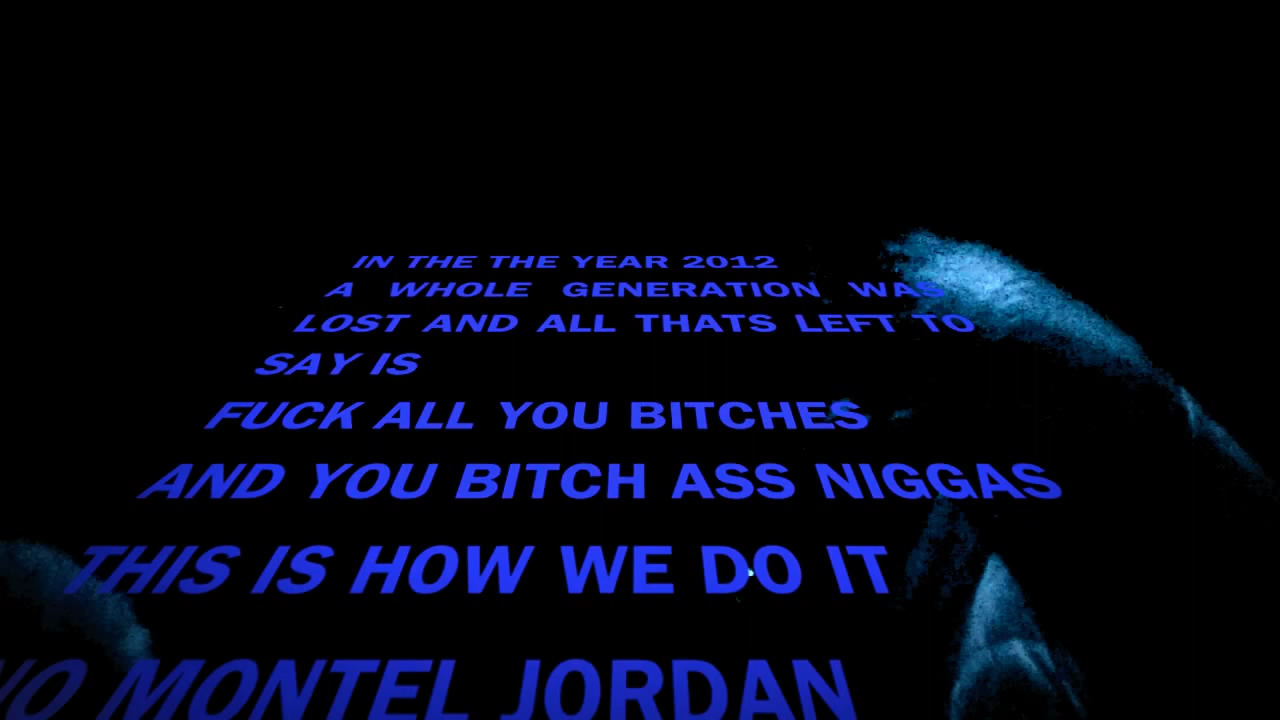 IN THE THE YEAR 2012
A WHOLE GENERATION WAS
LOST AND ALL THATS LEFT TO
SAY IS
FUCK ALL YOU BITCHES
AND YOU BITCH ASS NIGGAS
THIS IS HOW WE DO IT
MONTEL JORDAN